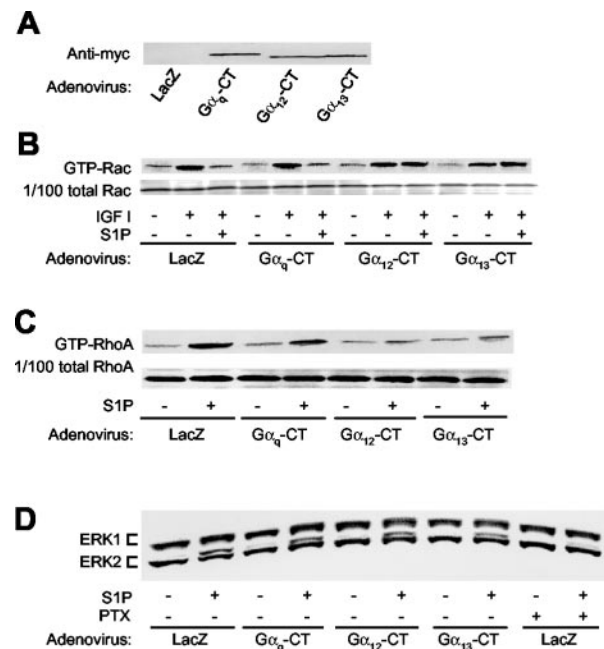 A
Anti-myc
Adenovirus: LacZ Gαq-CT Gα12-CT Gα13-CT
B
GTP-Rac
1/100 total Rac
IGF I - + + - + + - + + - + +
S1P - - + - - + - - + - - +
Adenovirus: LacZ Gαq-CT Gα12-CT Gα13-CT
C
GTP-RhoA
1/100 total RhoA
S1P - + - + - + - +
Adenovirus: LacZ Gαq-CT Gα12-CT Gα13-CT
D
ERK1
ERK2
S1P - + - + - + - + - +
PTX - - - - - - - - + +
Adenovirus: LacZ Gαq-CT Gα12-CT Gα13-CT LacZ